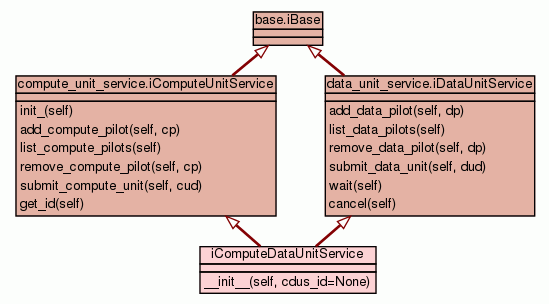 base.iBase
compute_unit_service.iComputeUnitService
init_(self)
add_compute_pilot(self, cp)
list_compute_pilots(self)
remove_compute_pilot(self, cp)
submit_compute_unit(self, cud)
get_id(self)
data_unit_service.iDataUnitService
add_data_pilot(self, dp)
list_data_pilots(self)
remove_data_pilot(self, dp)
submit_data_unit(self, dud)
wait(self)
cancel(self)
iComputeDataUnitService
__init__(self, cdus_id=None)